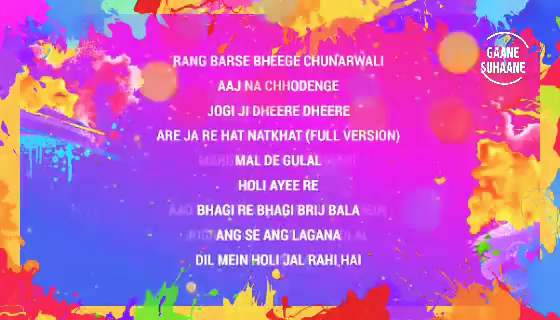 GAANE
SUHAANE
RANG BARSE BHEEGE CHUNARWALI
AAJ NA CHHODENGE
JOGI JI DHEERE DHEERE
ARE JA RE HAT NATKHAT (FULL VERSION)
MAL DE GULAL
HOLI AYEE RE
BHAGI RE BHAGI BRIJ BALA
ANG SE ANG LAGANA
DIL MEIN HOLI JAL RAHI HAI